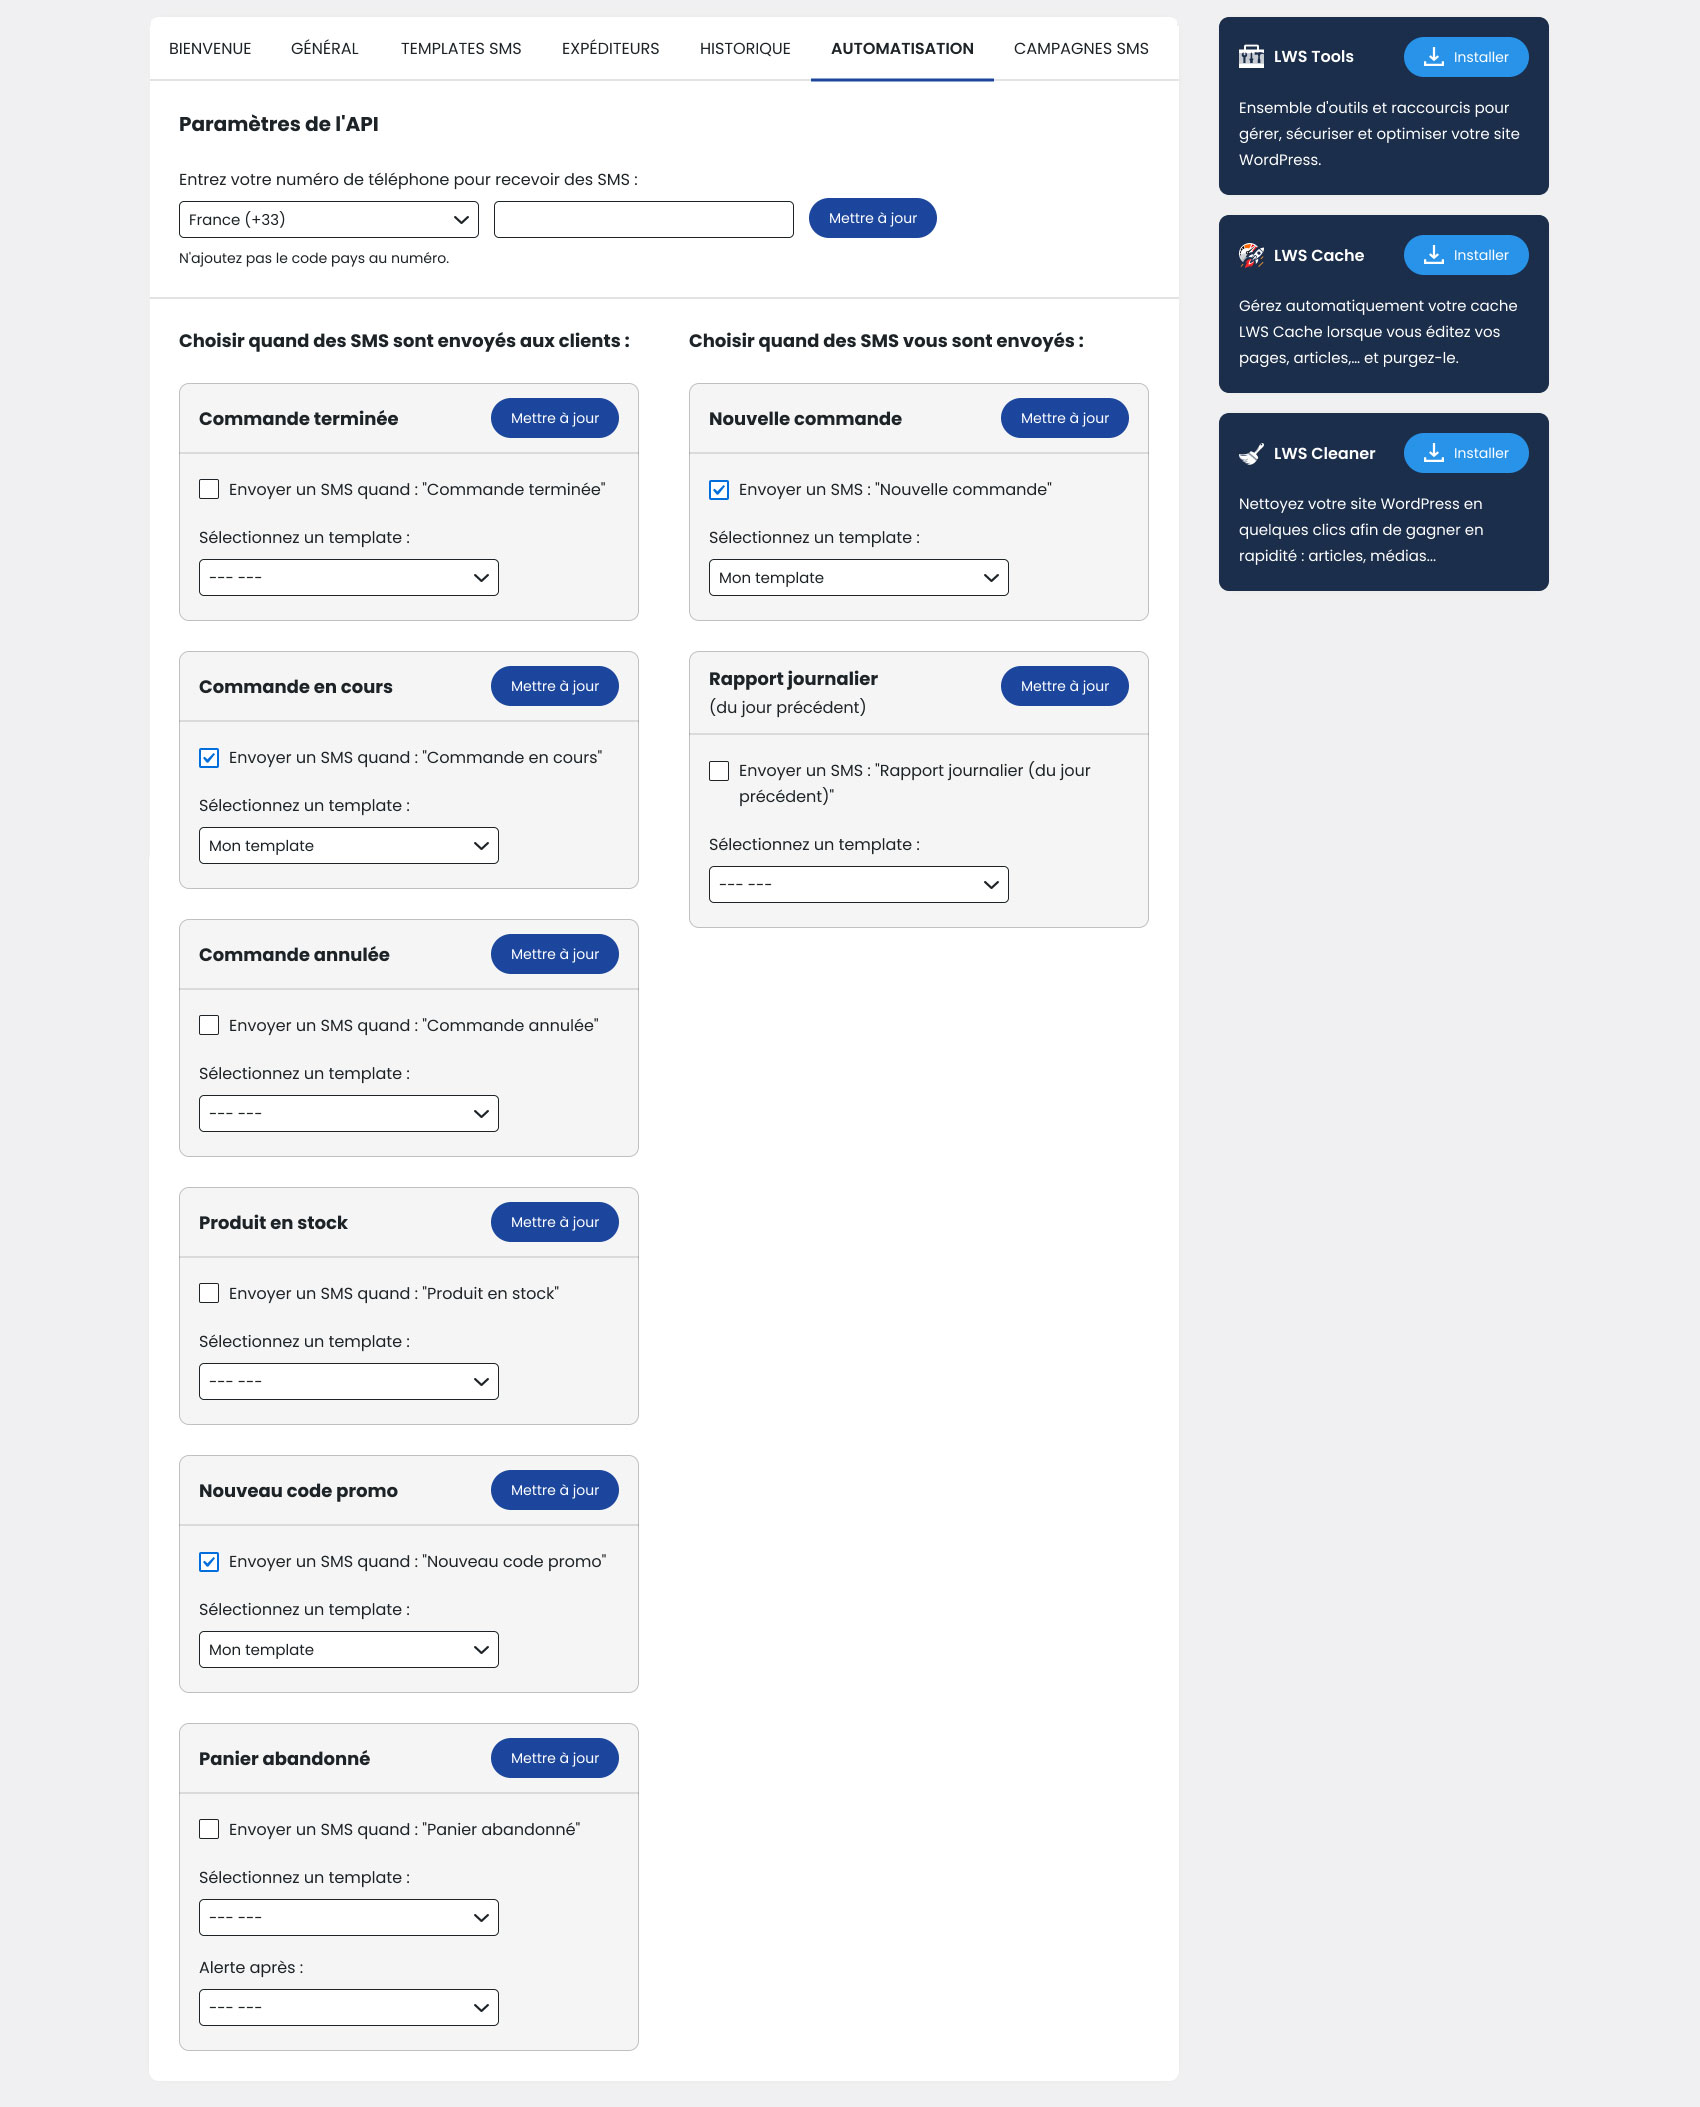 BIENVENUE
GÉNÉRAL
TEMPLATES SMS
EXPÉDITEURS
HISTORIQUE
AUTOMATISATION
CAMPAGNES SMS
Paramètres de l'API
Entrez votre numéro de téléphone pour recevoir des SMS :
France (+33)
Mettre à jour
N'ajoutez pas le code pays au numéro.
Choisir quand des SMS sont envoyés aux clients :
Commande terminée
Mettre à jour
Envoyer un SMS quand : "Commande terminée"
Sélectionnez un template :
--- ---
Commande en cours
Mettre à jour
Envoyer un SMS quand : "Commande en cours"
Sélectionnez un template :
Mon template
Commande annulée
Mettre à jour
Envoyer un SMS quand : "Commande annulée"
Sélectionnez un template :
--- ---
Produit en stock
Mettre à jour
Envoyer un SMS quand : "Produit en stock"
Sélectionnez un template :
--- ---
Nouveau code promo
Mettre à jour
Envoyer un SMS quand : "Nouveau code promo"
Sélectionnez un template :
Mon template
Panier abandonné
Mettre à jour
Envoyer un SMS quand : "Panier abandonné"
Sélectionnez un template :
--- ---
Alerte après :
--- ---
Choisir quand des SMS vous sont envoyés :
Nouvelle commande
Mettre à jour
Envoyer un SMS : "Nouvelle commande"
Sélectionnez un template :
Mon template
Rapport journalier
(du jour précédent)
Mettre à jour
Envoyer un SMS : "Rapport journalier (du jour
précédent)"
Sélectionnez un template :
--- ---
LWS Tools
Installer
Ensemble d'outils et raccourcis pour
gérer, sécuriser et optimiser votre site
WordPress.
LWS Cache
Installer
Gérez automatiquement votre cache
LWS Cache lorsque vous éditez vos
pages, articles,... et purgez-le.
LWS Cleaner
Installer
Nettoyez votre site WordPress en
quelques clics afin de gagner en
rapidité : articles, médias...